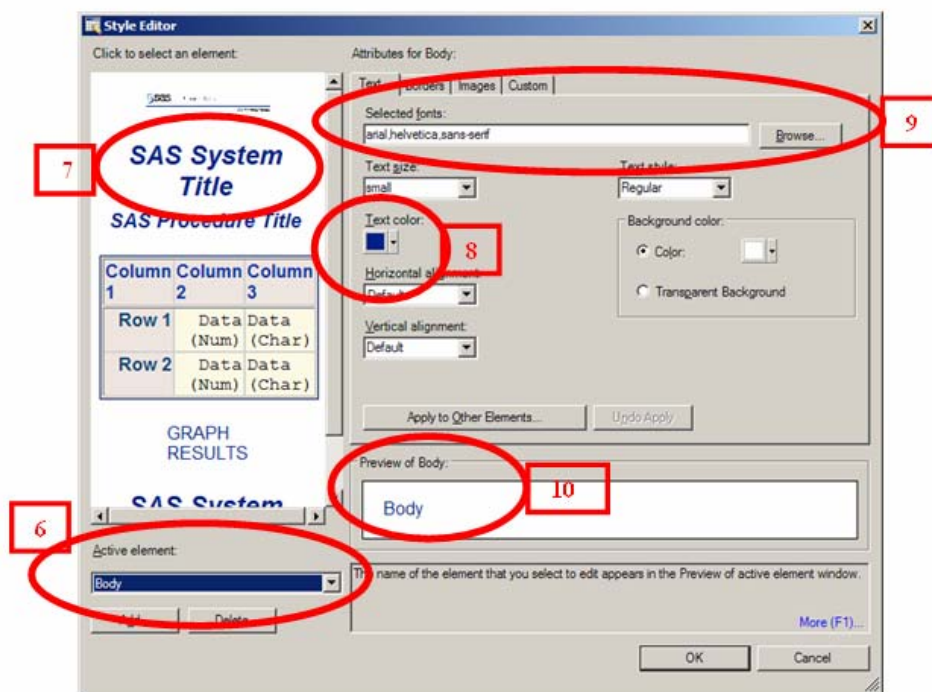 Style Editor
Click to select an element:
sas
SAS System
Title
SAS Procedure Title
Column 1 Column 2 Column 3
Row 1 Data (Num) Data (Char)
Row 2 Data (Num) Data (Char)
GRAPH
RESULTS
SAS System
7
6
Active element:
Body
Add...
Delete
Attributes for Body:
Text Borders Images Custom
Selected fonts:
arial,helvetica,sans-serif
Browse...
9
Text size:
small
Text style:
Regular
Text color:
8
Background color:
Color:
Transparent Background
Horizontal alignment:
Default
Vertical alignment:
Default
Apply to Other Elements...
Undo Apply
Preview of Body:
Body
10
The name of the element that you select to edit appears in the Preview of active element window.
More (F1)...
OK
Cancel